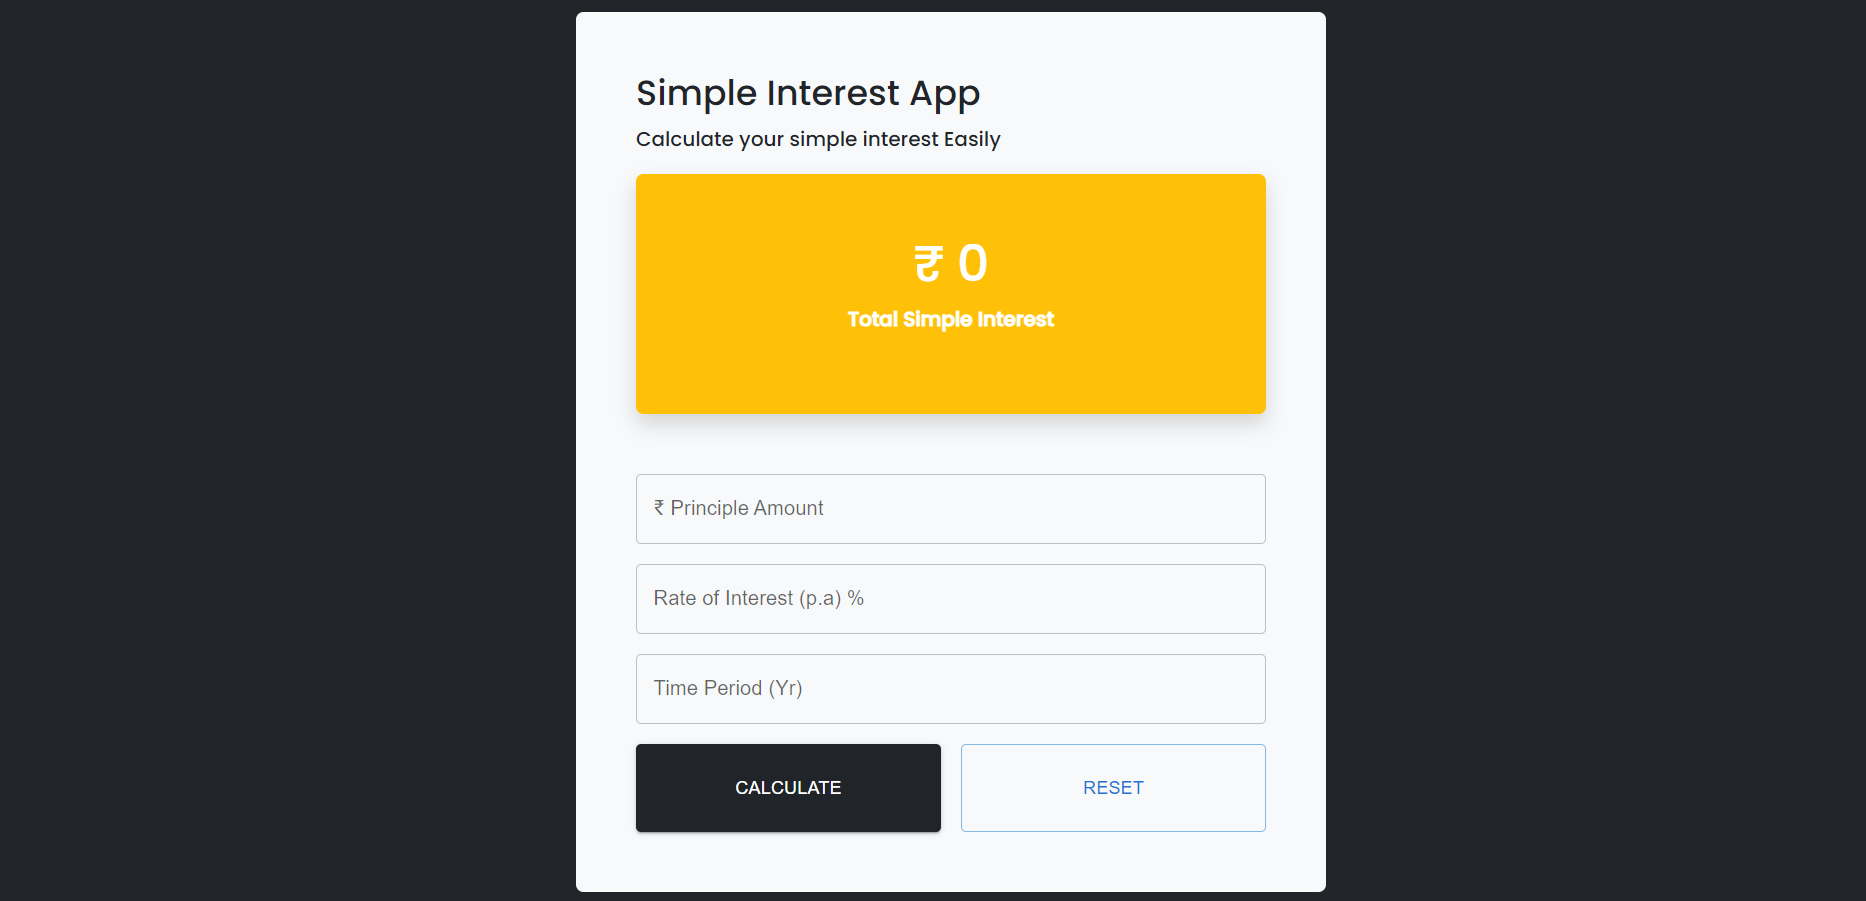 Simple Interest App
Calculate your simple interest Easily
₹ 0
Total Simple Interest
₹ Principle Amount
Rate of Interest (p.a) %
Time Period (Yr)
CALCULATE
RESET